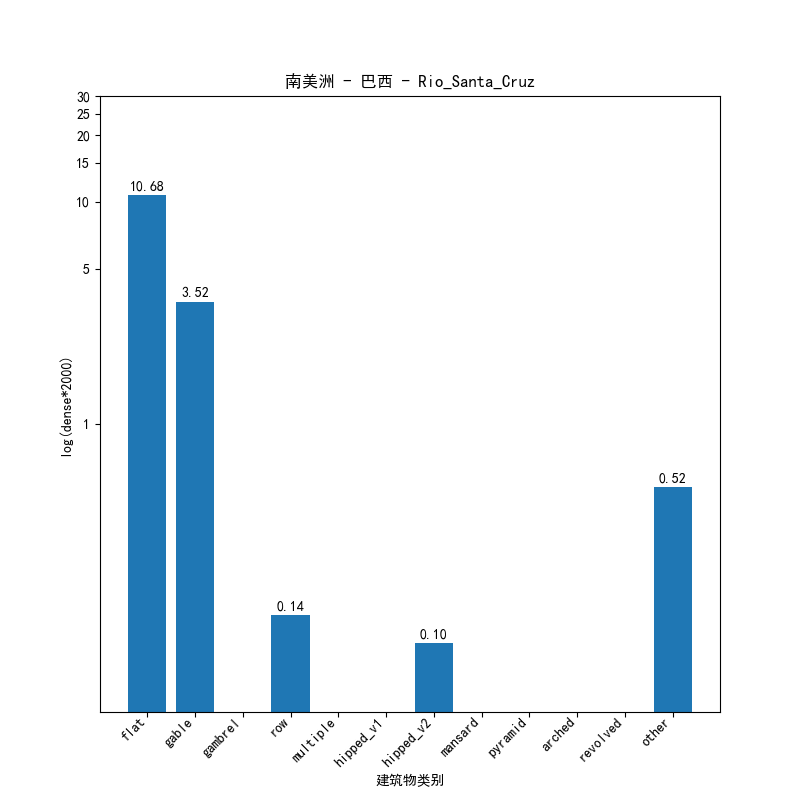 南美洲 - 巴西 - Rio_Santa_Cruz
30
25
20
15
10
5
1
log(dense*2000)
10.68
3.52
0.14
0.10
0.52
flat
gable
gambrel
row
multiple
hipped_v1
hipped_v2
mansard
pyramid
arched
revolved
other
建筑物类别